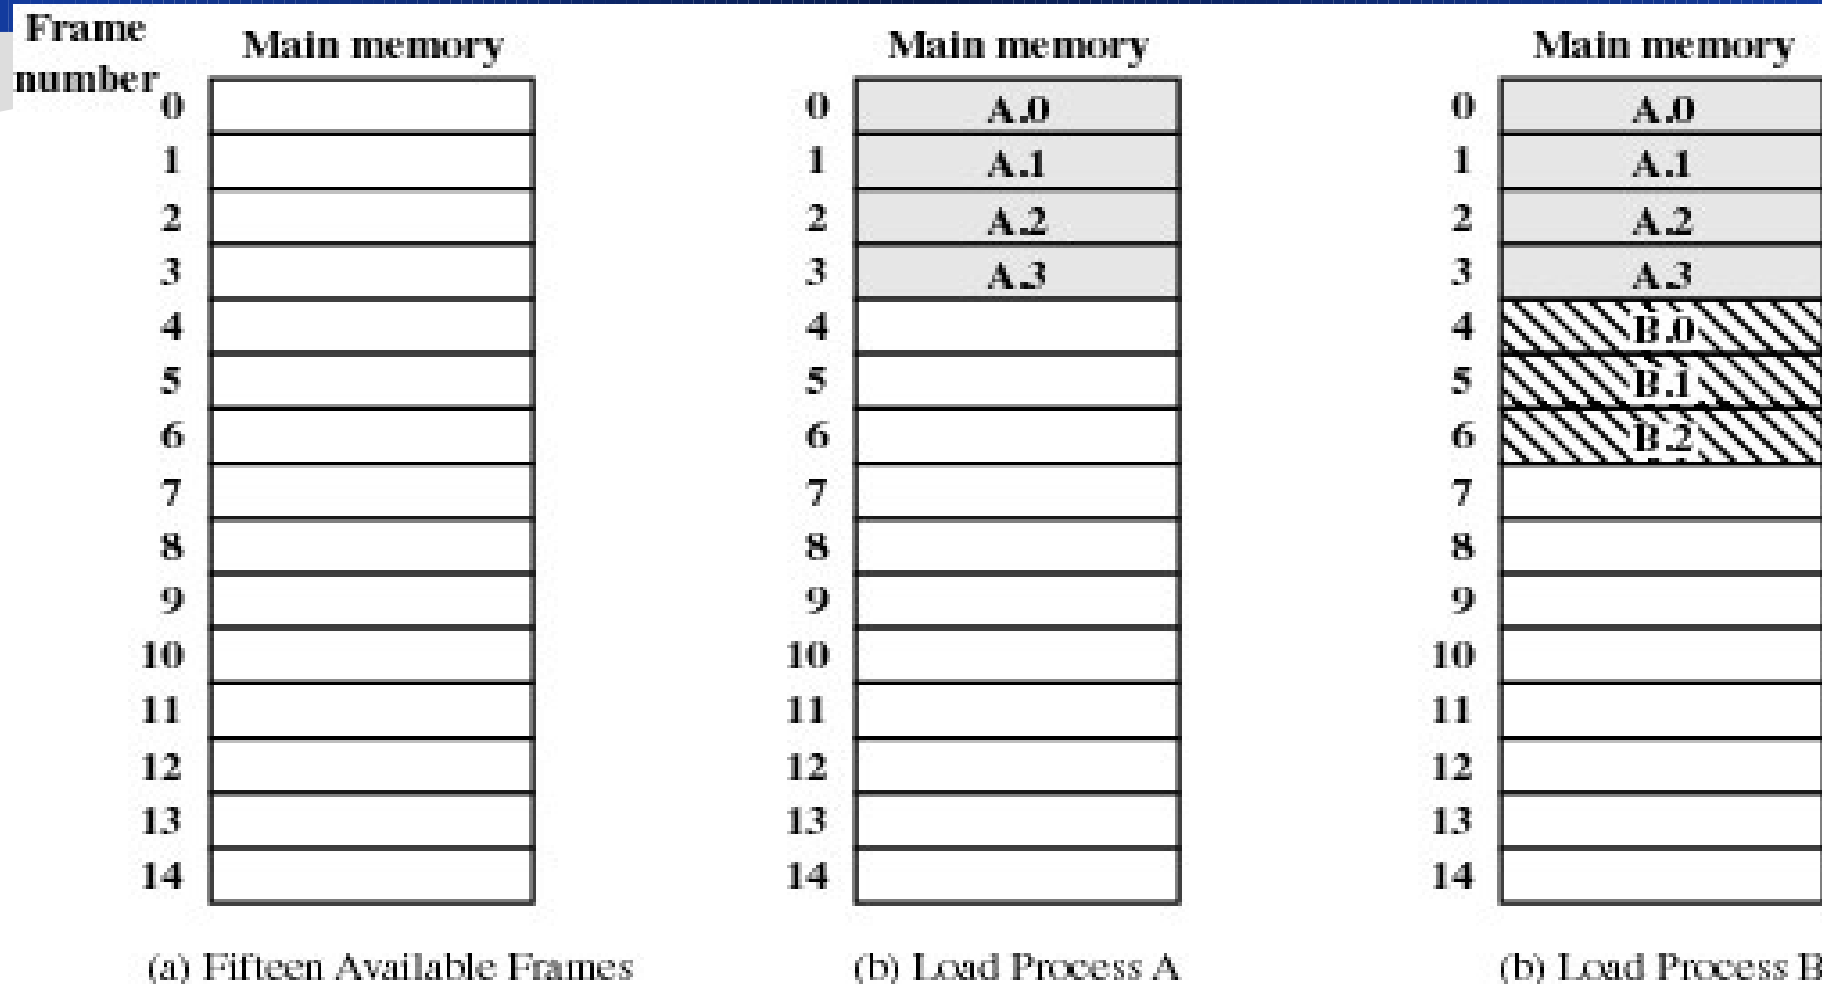 Frame number
Main memory
0
1
2
3
4
5
6
7
8
9
10
11
12
13
14
(a) Fifteen Available Frames
Main memory
0 A.0
1 A.1
2 A.2
3 A.3
4
5
6
7
8
9
10
11
12
13
14
(b) Load Process A
Main memory
0 A.0
1 A.1
2 A.2
3 A.3
4 B.0
5 B.1
6 B.2
7
8
9
10
11
12
13
14
(b) Load Process B